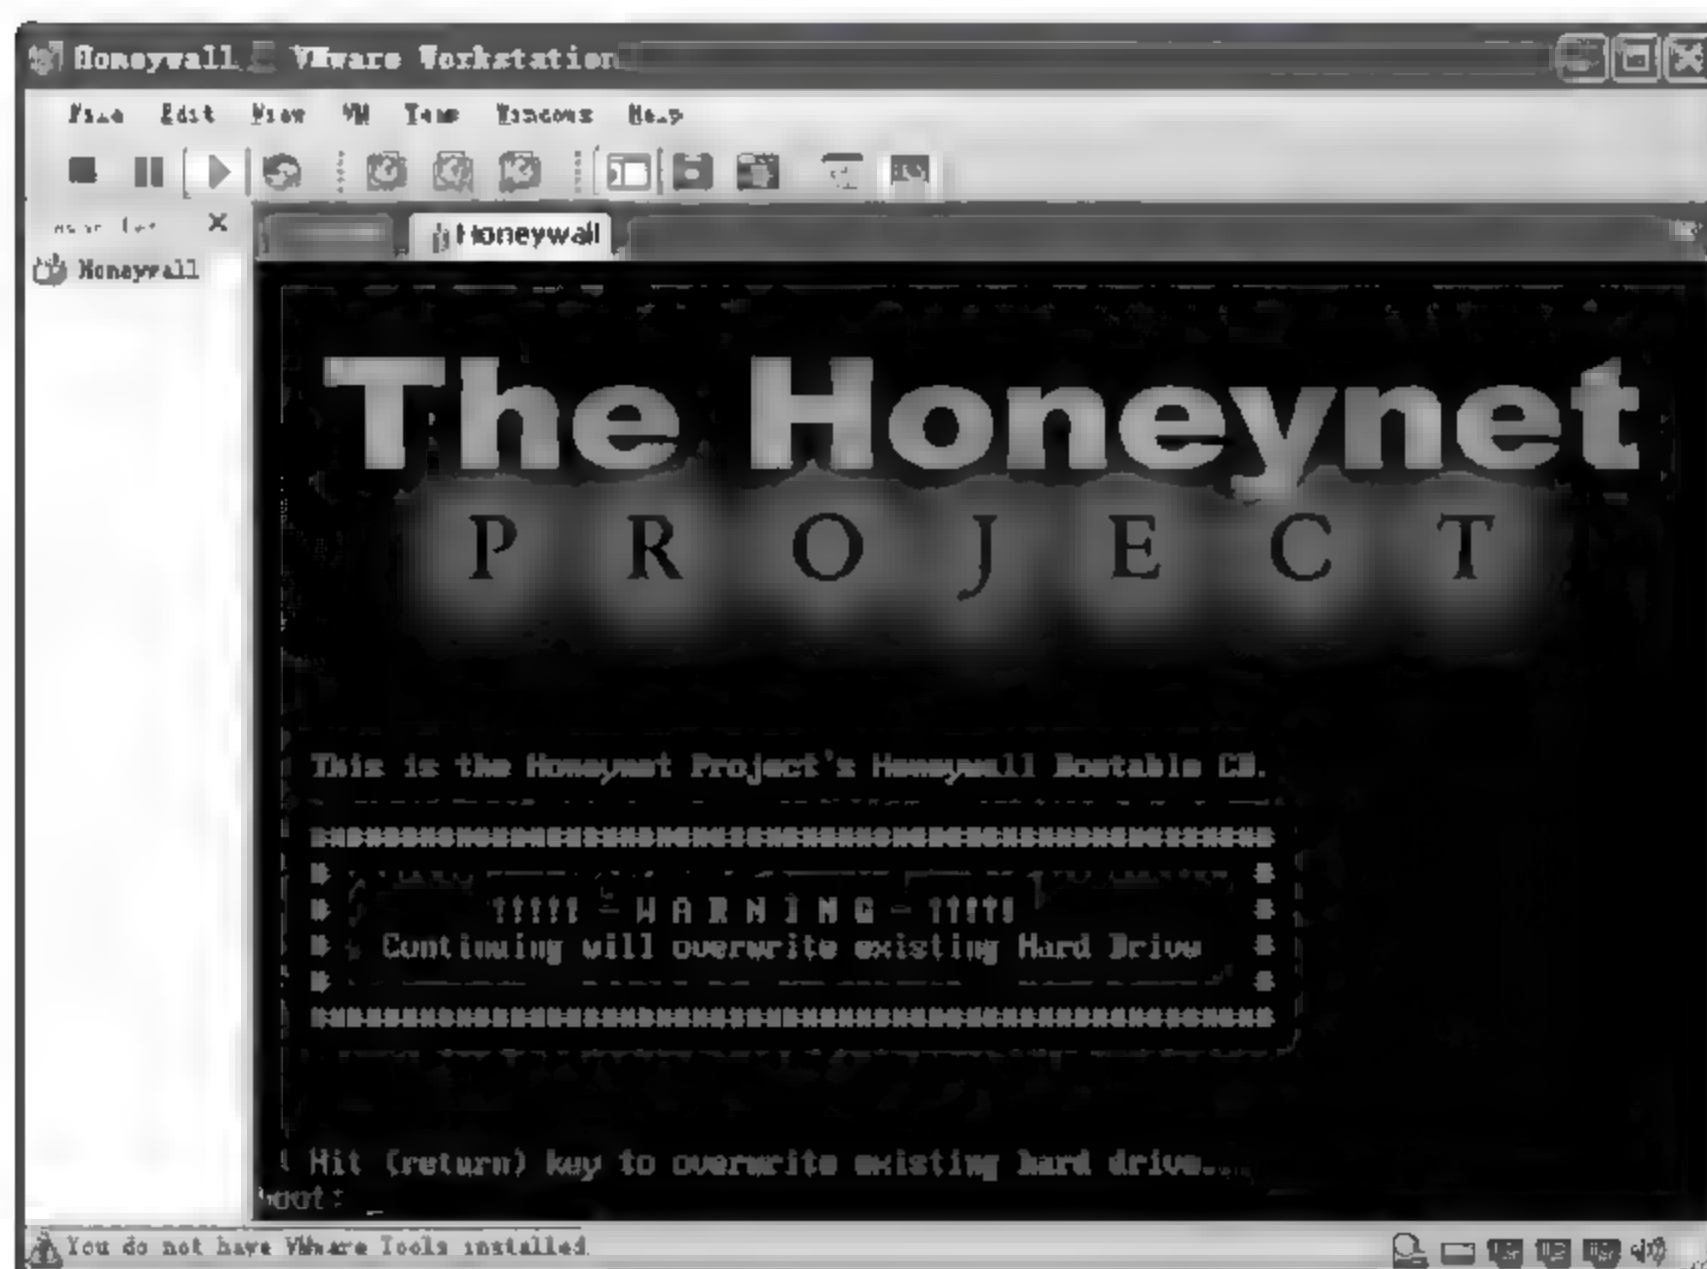 Honeywall - VMware Workstation
File Edit View VM Team Windows Help
Honeywall
Honeywall
The Honeynet
PROJECT
This is the Honeynet Project's Honeywall Bootable CD.
!!!!! - W A R N I N G - !!!!!
Continuing will overwrite existing Hard Drive
Hit (return) key to overwrite existing hard drive...
boot: _
You do not have VMware Tools installed